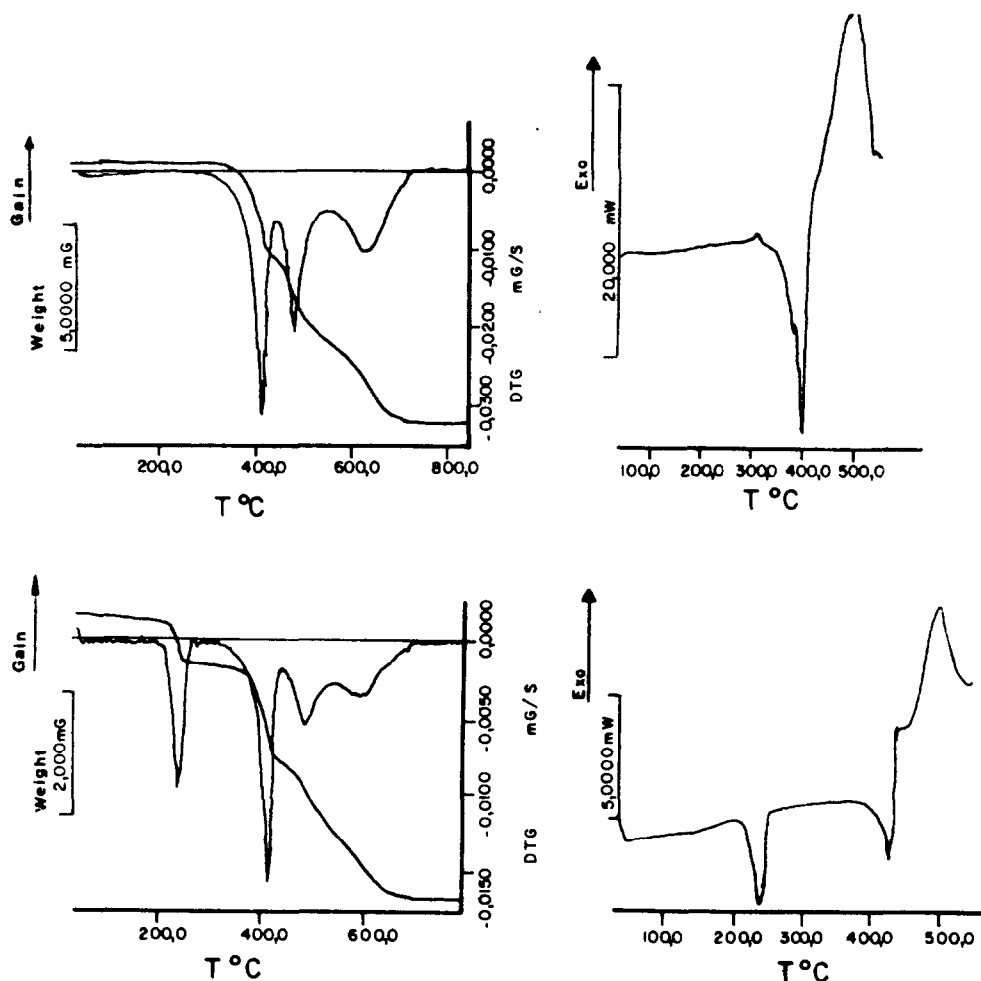 Gain
Weight
5,0000 mG
0,0000
-0,0100
-0,0200
-0,0300
mG/S
DTG
200,0 400,0 600,0 800,0
T °C
Exo
20,000 mW
100,0 200,0 300,0 400,0 500,0
T °C
Gain
Weight
2,000mG
0,0000
-0,0050
-0,0100
-0,0150
mG/S
DTG
200,0 400,0 600,0
T °C
Exo
5,0000mW
100,0 200,0 300,0 400,0 500,0
T °C